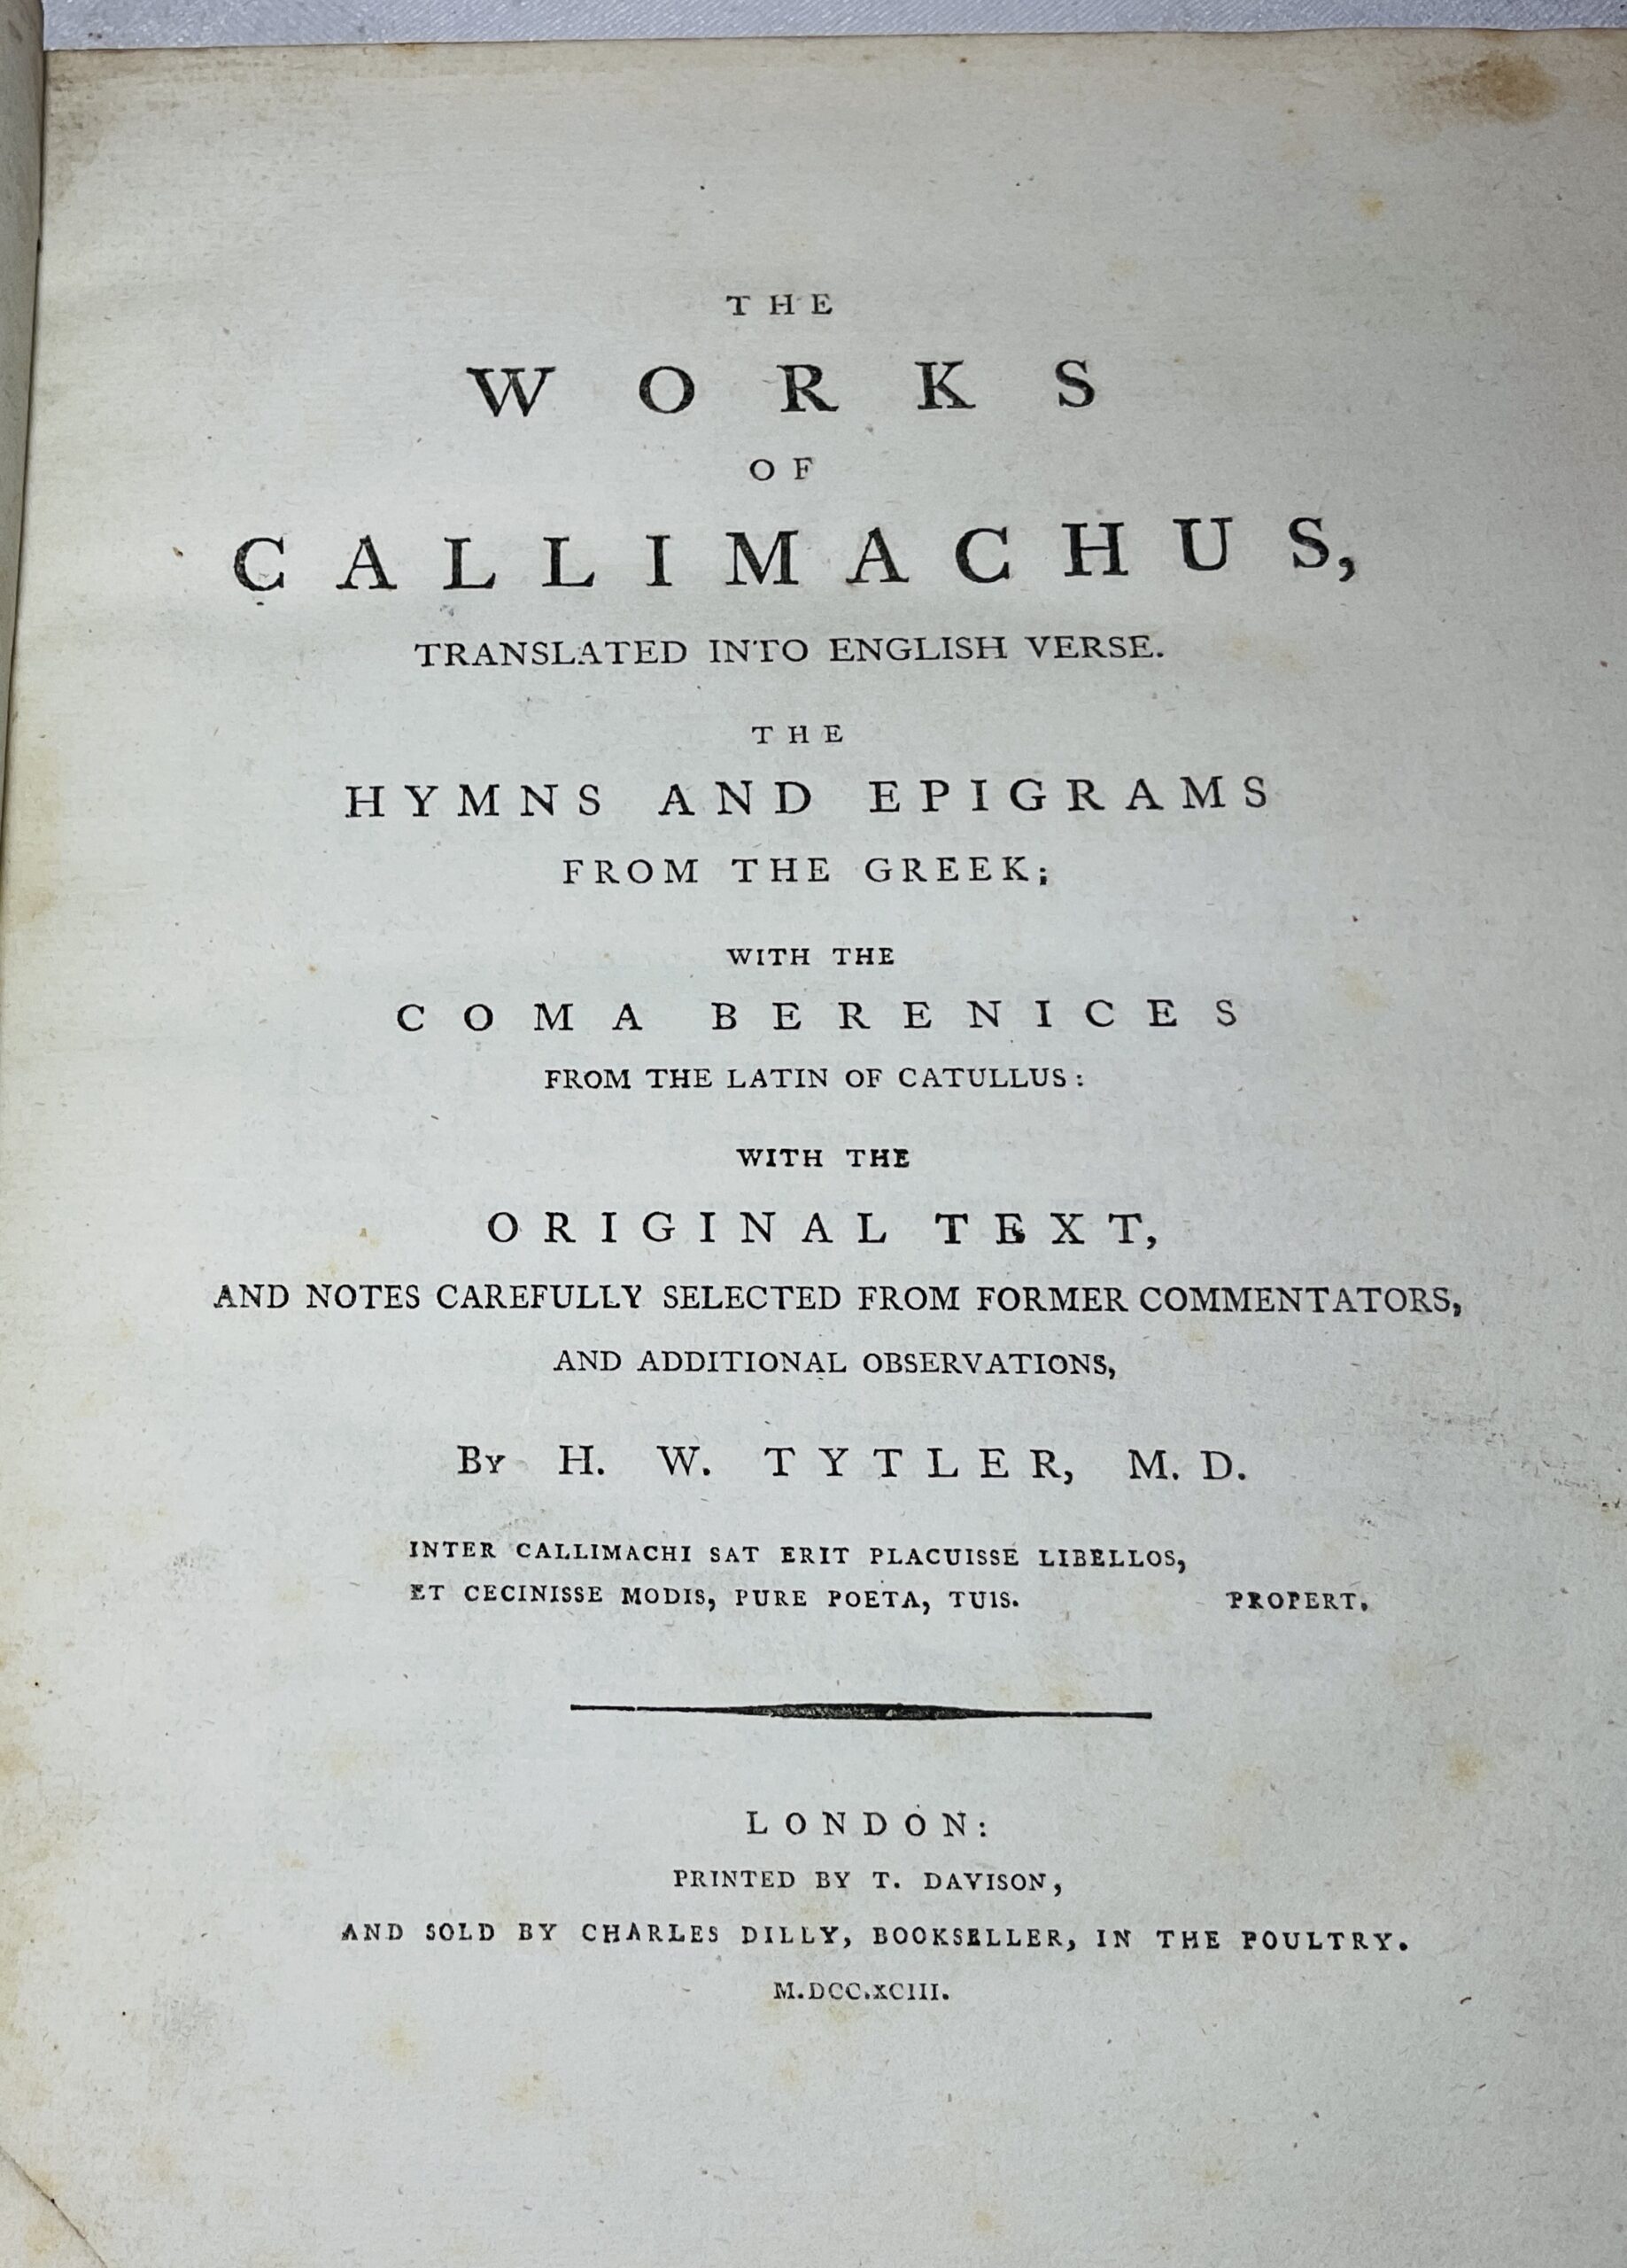 THE
WORKS
OF
CALLIMACHUS,
TRANSLATED INTO ENGLISH VERSE.
THE
HYMNS AND EPIGRAMS
FROM THE GREEK;
WITH THE
COMA BERENICES
FROM THE LATIN OF CATULLUS:
WITH THE
ORIGINAL TEXT,
AND NOTES CAREFULLY SELECTED FROM FORMER COMMENTATORS,
AND ADDITIONAL OBSERVATIONS,
By H. W. TYTLER, M. D.
INTER CALLIMACHI SAT ERIT PLACUISSE LIBELLOS,
ET CECINISSE MODIS, PURE POETA, TUIS. PROPERT.
LONDON:
PRINTED BY T. DAVISON,
AND SOLD BY CHARLES DILLY, BOOKSELLER, IN THE POULTRY.
M.DCC.XCIII.